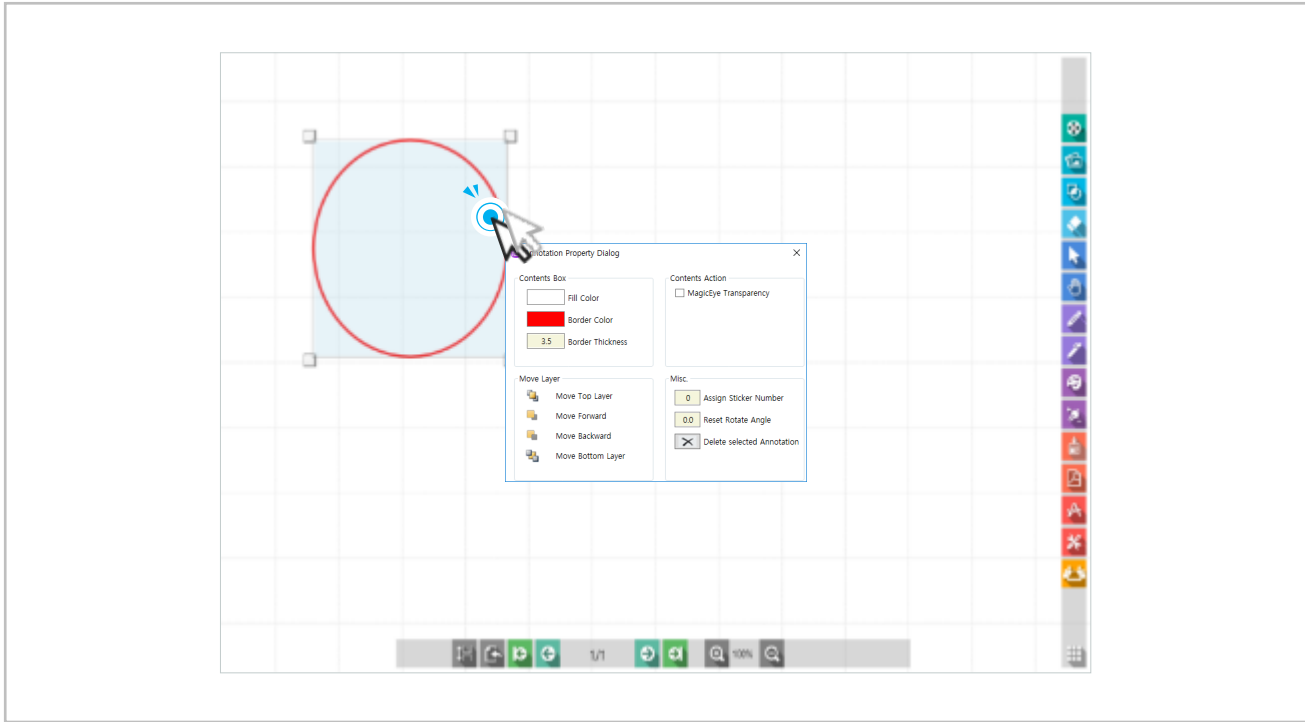 notation Property Dialog
Contents Box
Fill Color
Border Color
3.5 Border Thickness
Contents Action
MagicEye Transparency
Move Layer
Move Top Layer
Move Forward
Move Backward
Move Bottom Layer
Misc.
0 Assign Sticker Number
0.0 Reset Rotate Angle
Delete selected Annotation
1/1
100%